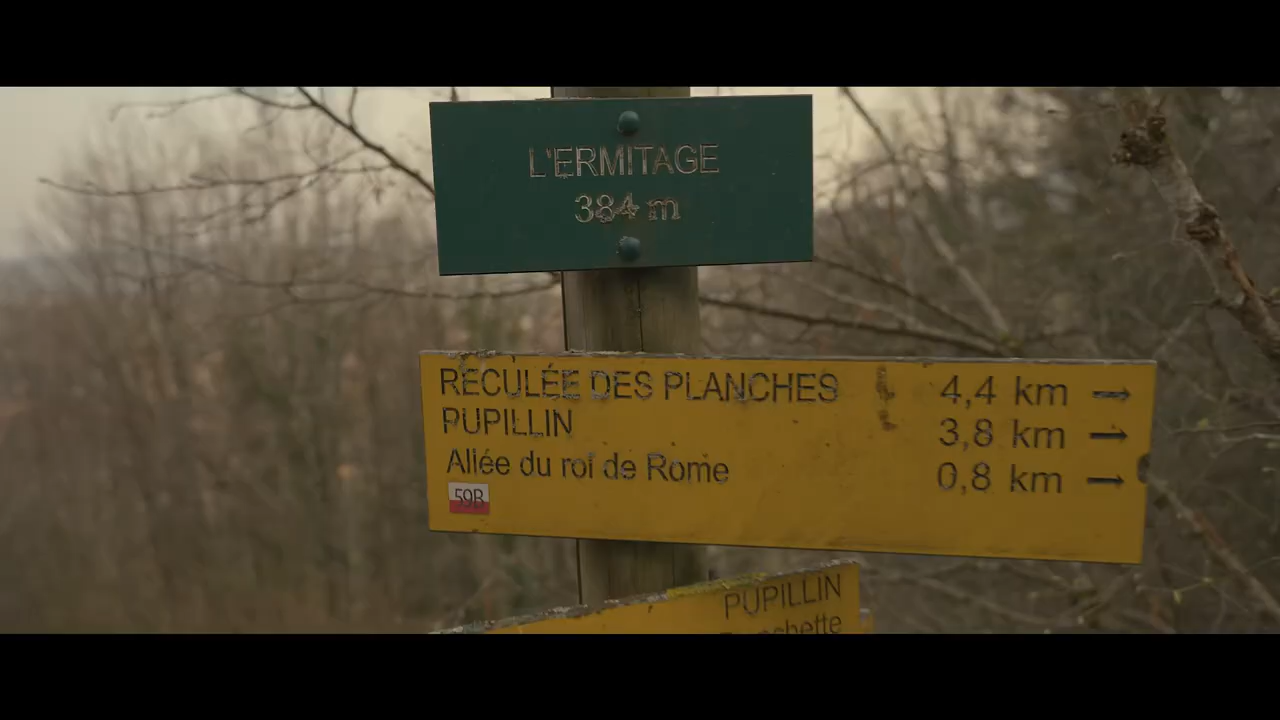 L'ERMITAGE
384 m
RECULÉE DES PLANCHES 4,4 km →
PUPILLIN 3,8 km →
Allée du roi de Rome 0,8 km →
59B
PUPILLIN